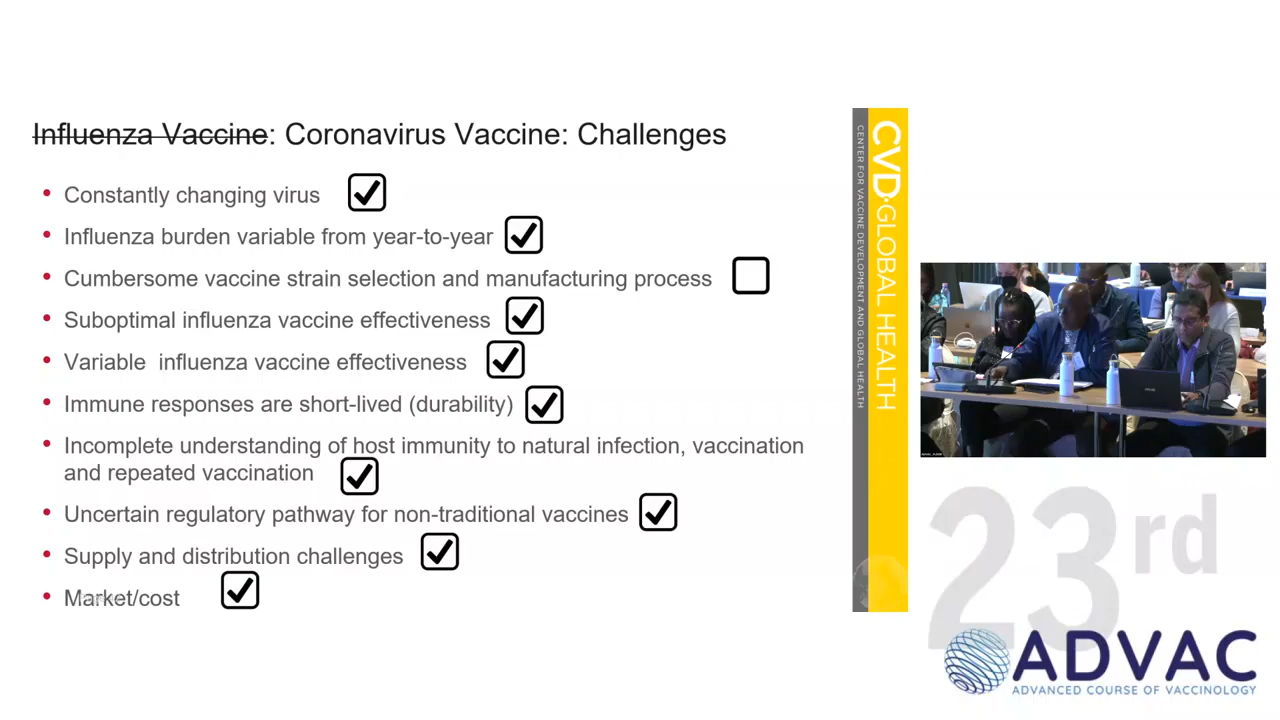 Influenza Vaccine: Coronavirus Vaccine: Challenges
• Constantly changing virus
• Influenza burden variable from year-to-year
• Cumbersome vaccine strain selection and manufacturing process
• Suboptimal influenza vaccine effectiveness
• Variable influenza vaccine effectiveness
• Immune responses are short-lived (durability)
• Incomplete understanding of host immunity to natural infection, vaccination
and repeated vaccination
• Uncertain regulatory pathway for non-traditional vaccines
• Supply and distribution challenges
• Market/cost
CENTER FOR VACCINE DEVELOPMENT AND GLOBAL HEALTH
CVD·GLOBAL HEALTH
23rd
ADVAC
ADVANCED COURSE OF VACCINOLOGY